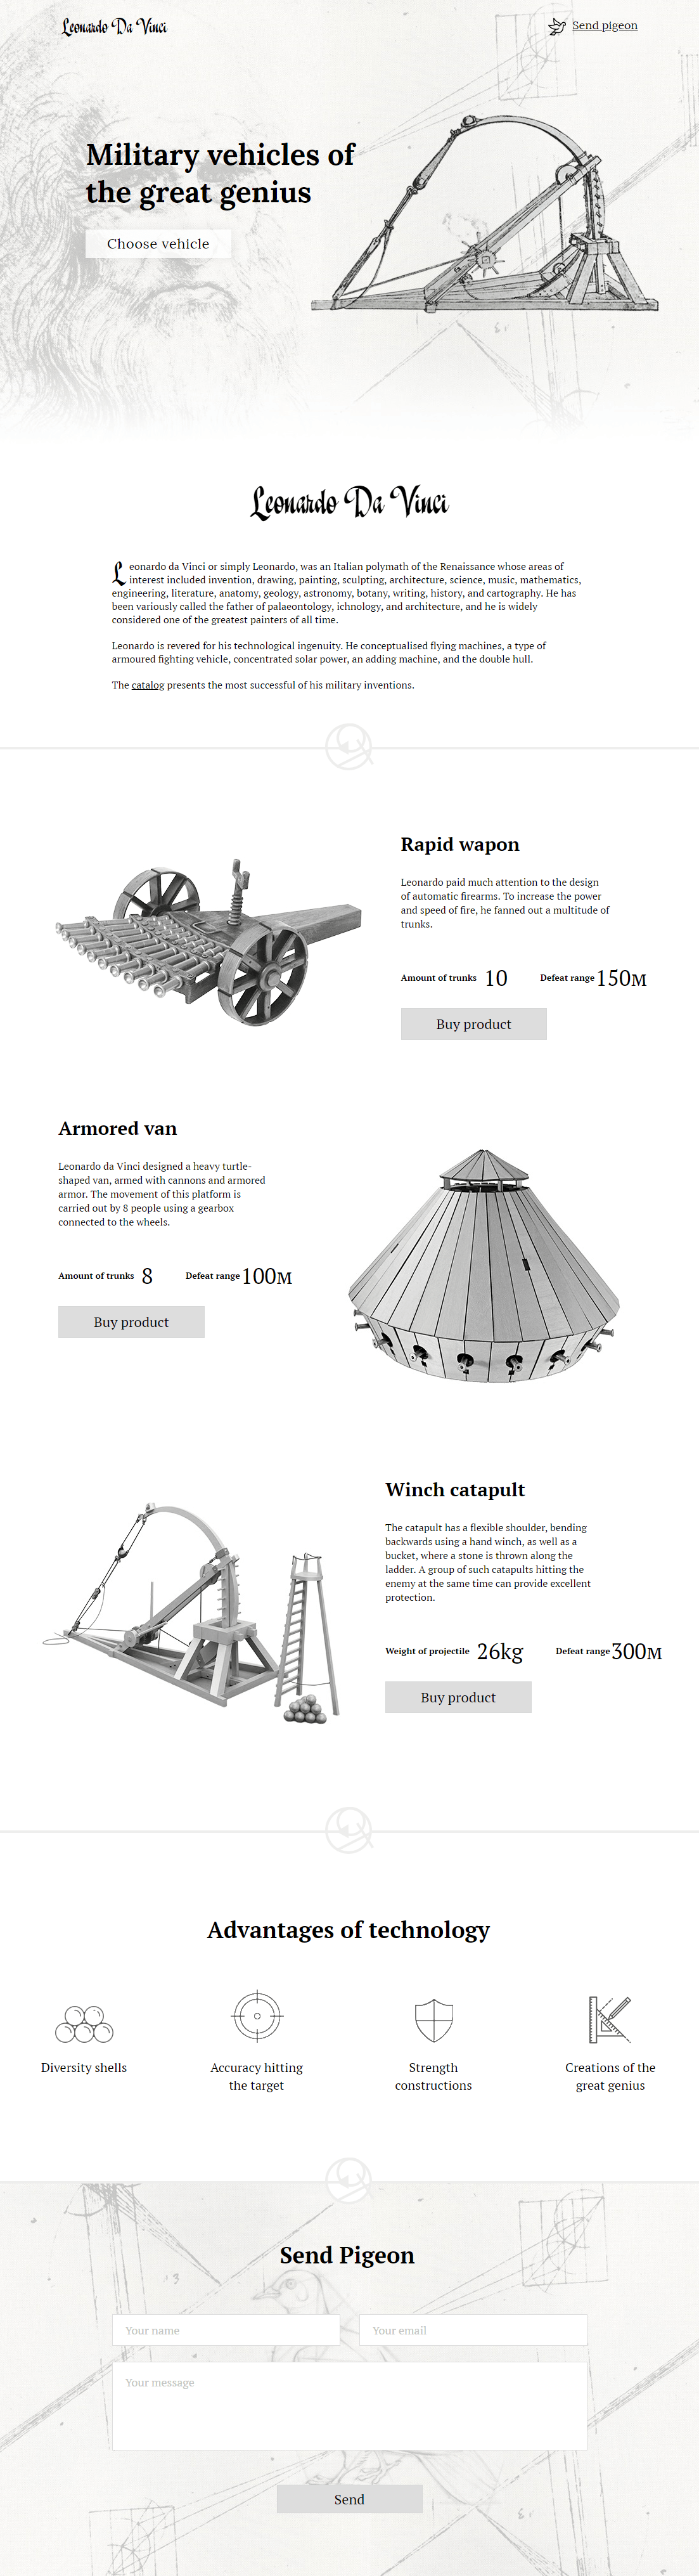 Leonardo Da Vinci
Send pigeon
Military vehicles of
the great genius
Choose vehicle
Leonardo Da Vinci
Leonardo da Vinci or simply Leonardo, was an Italian polymath of the Renaissance whose areas of
interest included invention, drawing, painting, sculpting, architecture, science, music, mathematics,
engineering, literature, anatomy, geology, astronomy, botany, writing, history, and cartography. He has
been variously called the father of palaeontology, ichnology, and architecture, and he is widely
considered one of the greatest painters of all time.
Leonardo is revered for his technological ingenuity. He conceptualised flying machines, a type of
armoured fighting vehicle, concentrated solar power, an adding machine, and the double hull.
The catalog presents the most successful of his military inventions.
Rapid wapon
Leonardo paid much attention to the design
of automatic firearms. To increase the power
and speed of fire, he fanned out a multitude of
trunks.
Amount of trunks 10 Defeat range 150м
Buy product
Armored van
Leonardo da Vinci designed a heavy turtle-
shaped van, armed with cannons and armored
armor. The movement of this platform is
carried out by 8 people using a gearbox
connected to the wheels.
Amount of trunks 8 Defeat range 100м
Buy product
Winch catapult
The catapult has a flexible shoulder, bending
backwards using a hand winch, as well as a
bucket, where a stone is thrown along the
ladder. A group of such catapults hitting the
enemy at the same time can provide excellent
protection.
Weight of projectile 26kg Defeat range 300м
Buy product
Advantages of technology
Diversity shells
Accuracy hitting
the target
Strength
constructions
Creations of the
great genius
Send Pigeon
Your name
Your email
Your message
Send